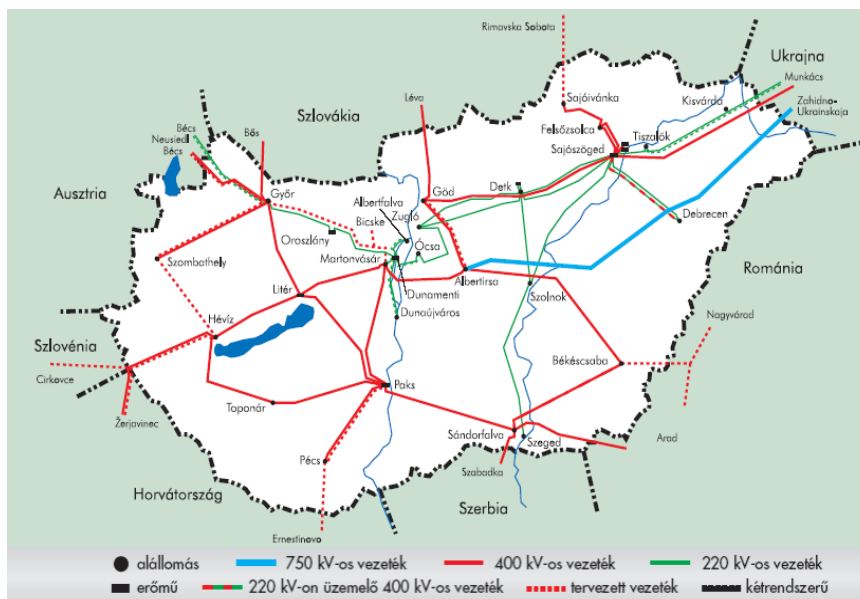 Rimavska Sobota
Ukrajna
Munkács
Zahidno-
Ukrainskaja
Kisvárda
Sajóivánka
Léva
Szlovákia
Bős
Bécs
Neusiedl
Bécs
Felsőzsolca
Tiszalök
Sajószöged
Ausztria
Győr
Albertfalva
Göd
Detk
Zugló
Bicske
Debrecen
Oroszlány
Ócsa
Martonvásár
Szombathely
Albertirsa
Románia
Litér
Dunamenti
Szolnok
Dunaújváros
Nagyvárad
Hévíz
Szlovénia
Békéscsaba
Cirkovce
Paks
Toponár
Žerjavinec
Sándorfalva
Szeged
Arad
Pécs
Szabadka
Horvátország
Szerbia
Ernestinovo
alállomás
750 kV-os vezeték
400 kV-os vezeték
220 kV-os vezeték
erőmű
220 kV-on üzemelő 400 kV-os vezeték
tervezett vezeték
kétrendszerű